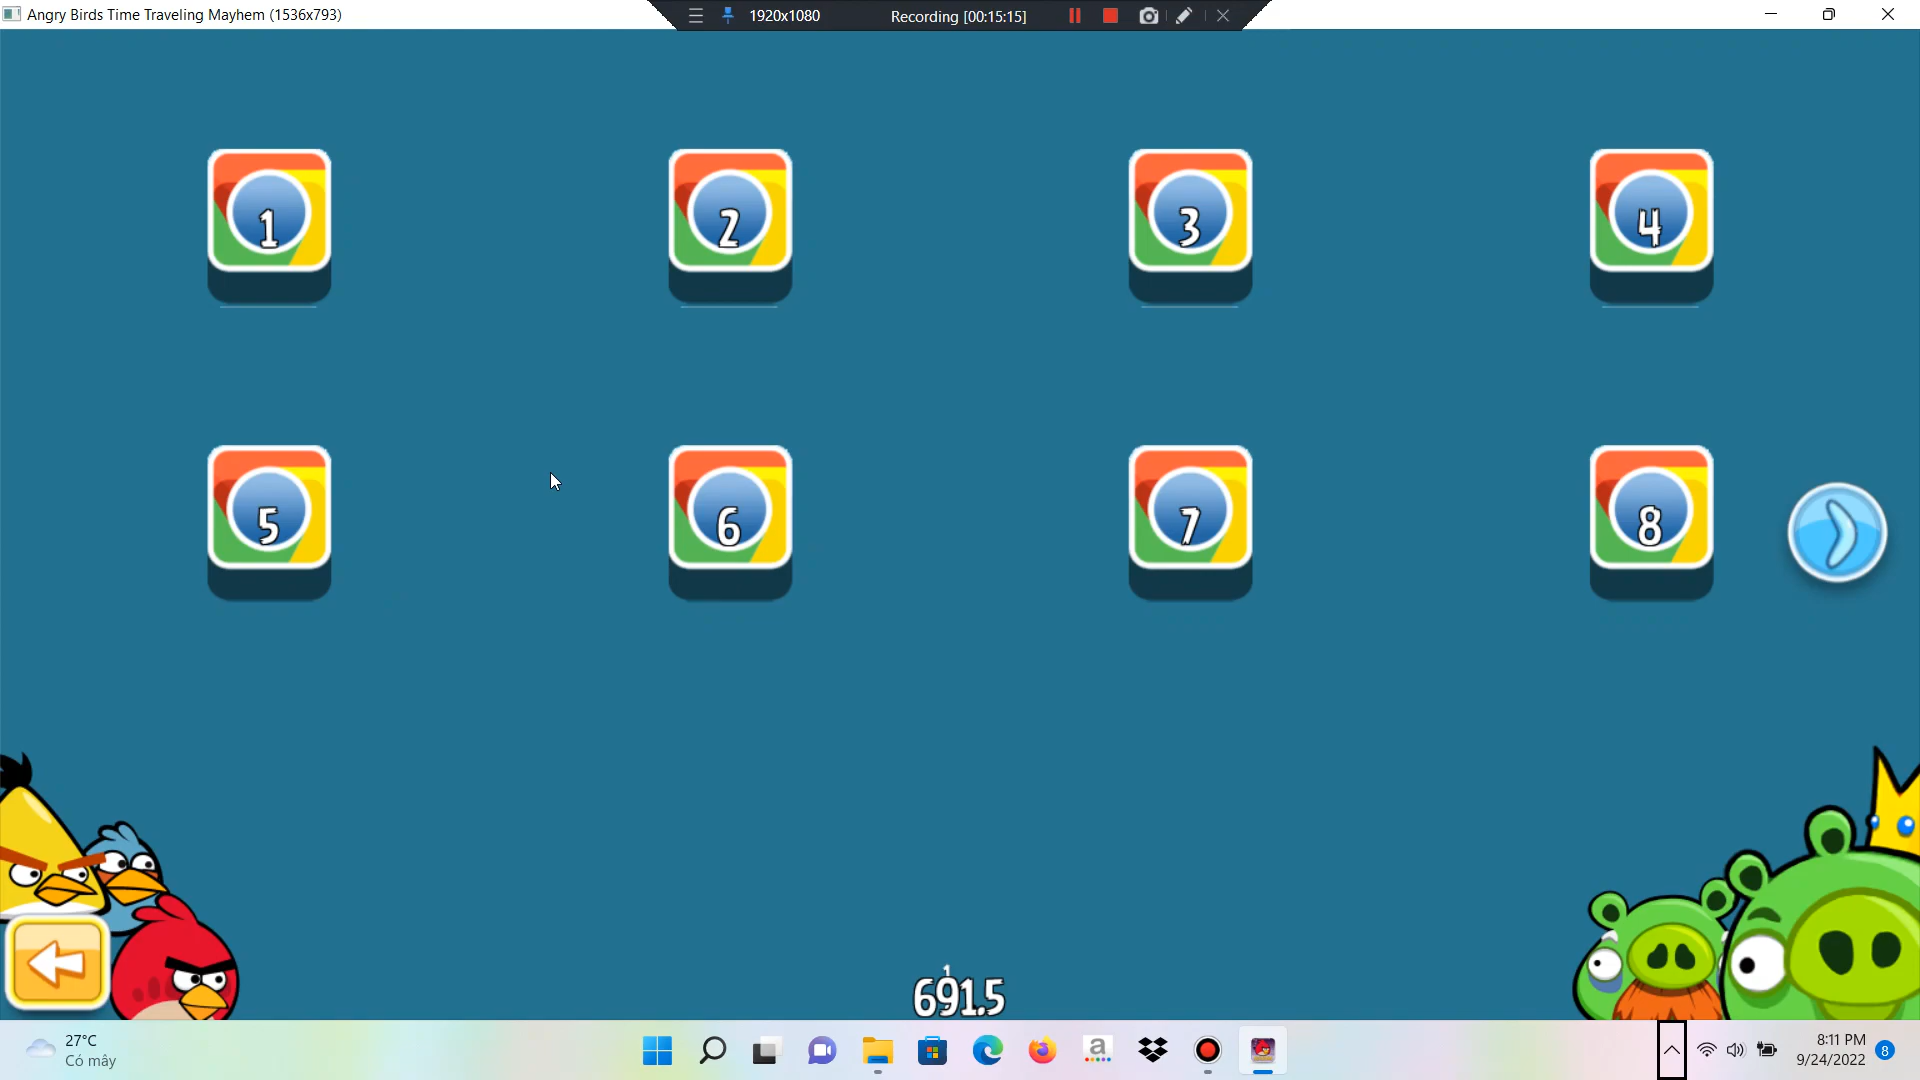 Angry Birds Time Traveling Mayhem (1536x793)
1920x1080
Recording [00:15:15]
1
2
3
4
5
6
7
8
1
691.5
27°C
Có mây
a
8:11 PM
9/24/2022
8